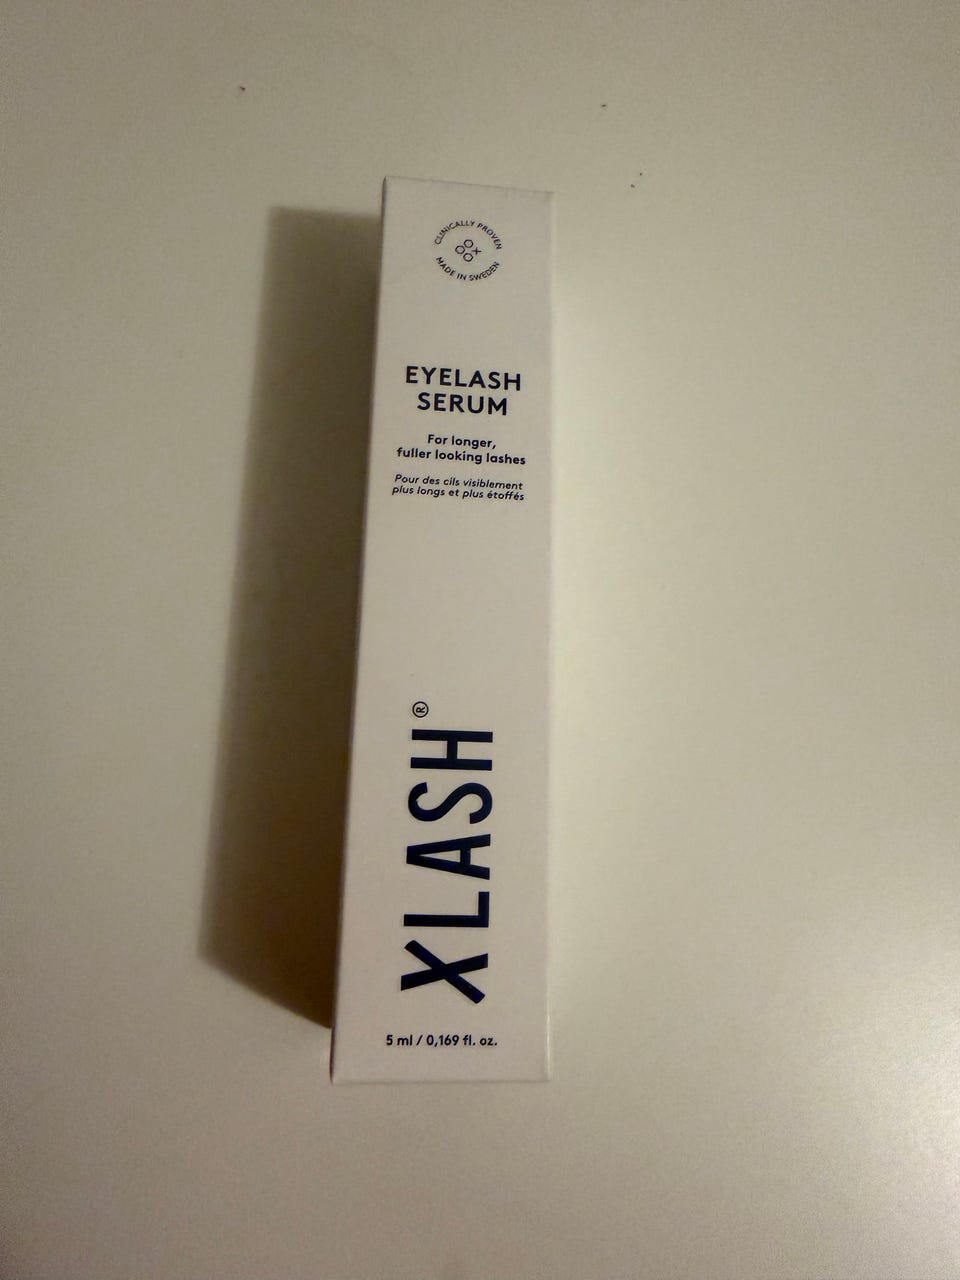 CLINICALLY PROVEN
MADE IN SWEDEN
EYELASH
SERUM
For longer,
fuller looking lashes
Pour des cils visiblement
plus longs et plus étoffés
XLASH®
5 ml / 0,169 fl. oz.